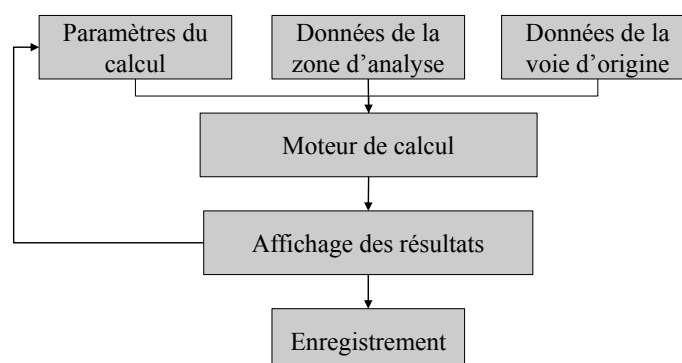 Paramètres du
calcul
Données de la
zone d’analyse
Données de la
voie d’origine
Moteur de calcul
Affichage des résultats
Enregistrement